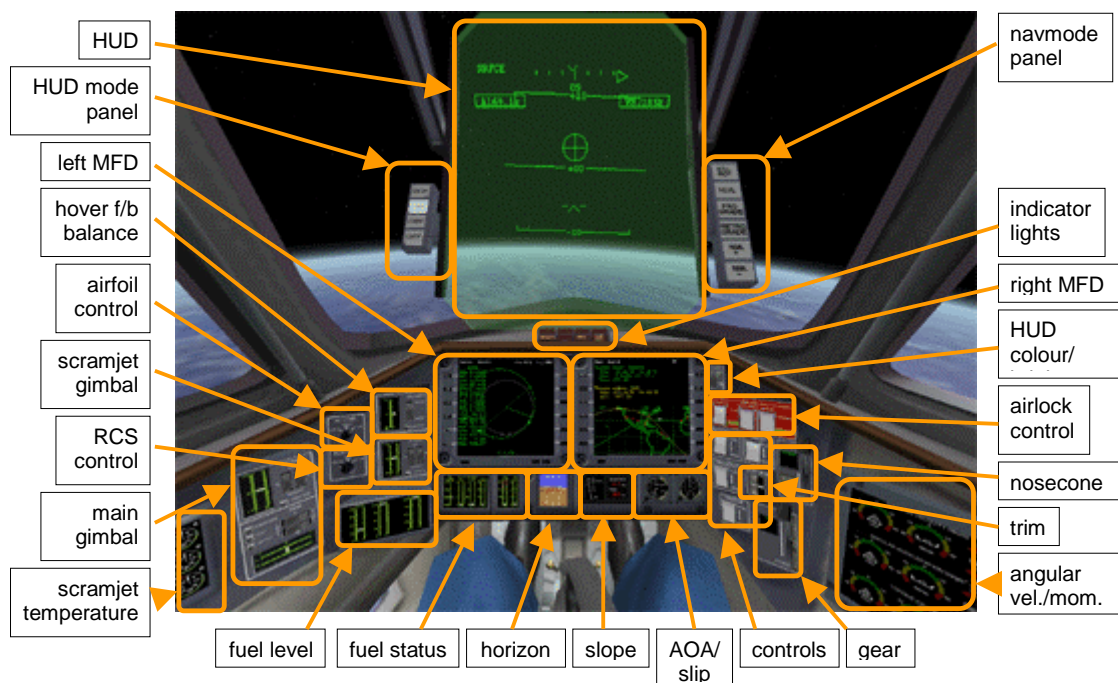 HUD
HUD mode
panel
left MFD
hover f/b
balance
airfoil
control
scramjet
gimbal
RCS
control
main
gimbal
scramjet
temperature
fuel level
fuel status
horizon
slope
AOA/
slip
controls
gear
navmode
panel
indicator
lights
right MFD
HUD
colour/
airlock
control
nosecone
trim
angular
vel./mom.